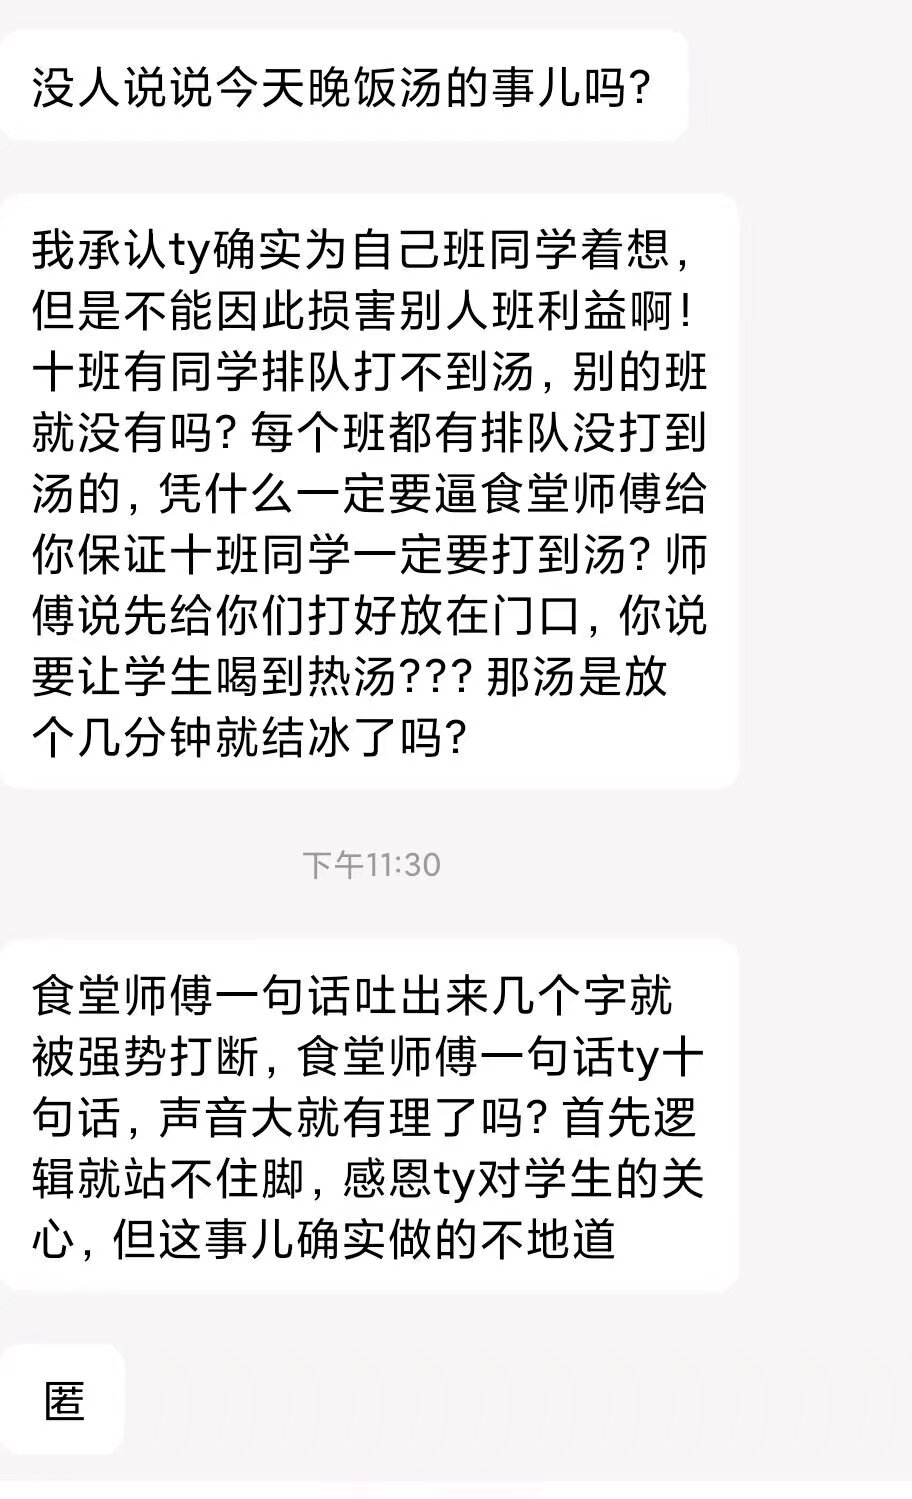 没人说说今天晚饭汤的事儿吗?
我承认ty确实为自己班同学着想,
但是不能因此损害别人班利益啊!
十班有同学排队打不到汤, 别的班
就没有吗? 每个班都有排队没打到
汤的, 凭什么一定要逼食堂师傅给
你保证十班同学一定要打到汤? 师
傅说先给你们打好放在门口, 你说
要让学生喝到热汤??? 那汤是放
个几分钟就结冰了吗?
下午11:30
食堂师傅一句话吐出来几个字就
被强势打断, 食堂师傅一句话ty十
句话, 声音大就有理了吗? 首先逻
辑就站不住脚, 感恩ty对学生的关
心, 但这事儿确实做的不地道
匿